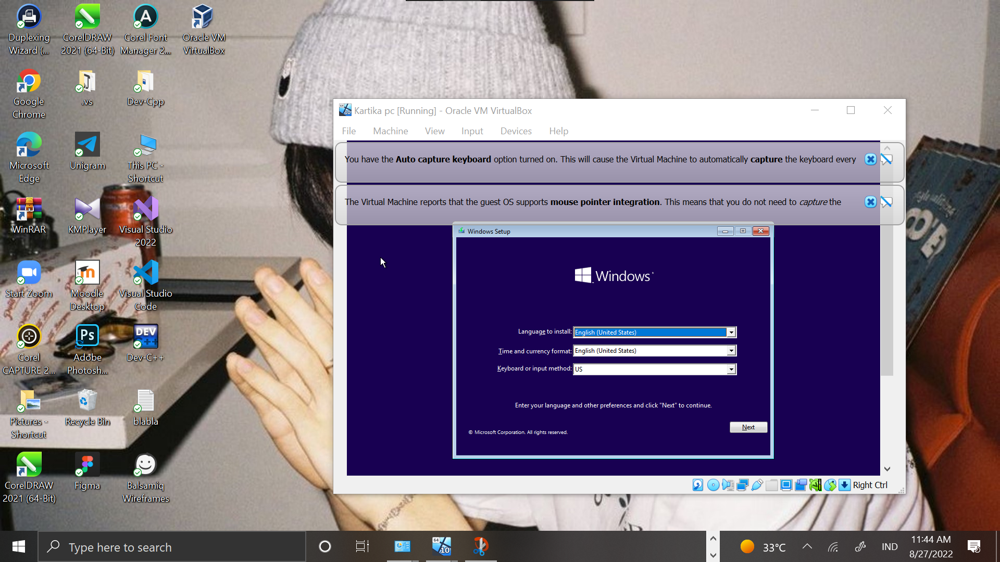 Duplexing
Wizard (...
CorelDRAW
2021 (64-Bit)
Corel Font
Manager 2...
Oracle VM
VirtualBox
Google
Chrome
.vs
Dev-Cpp
Microsoft
Edge
Unigram
This PC -
Shortcut
WinRAR
KMPlayer
Visual Studio
2022
Start Zoom
Moodle
Desktop
Visual Studio
Code
Corel
CAPTURE 2...
Ps
Adobe
Photosh...
DEV
C++
Dev-C++
Pictures -
Shortcut
Recycle Bin
blabla
CorelDRAW
2021 (64-Bit)
Figma
Balsamiq
Wireframes
Kartika pc [Running] - Oracle VM VirtualBox
File Machine View Input Devices Help
You have the Auto capture keyboard option turned on. This will cause the Virtual Machine to automatically capture the keyboard every
The Virtual Machine reports that the guest OS supports mouse pointer integration. This means that you do not need to capture the
Windows Setup
Windows
Language to install: English (United States)
Time and currency format: English (United States)
Keyboard or input method: US
Enter your language and other preferences and click "Next" to continue.
Next
© Microsoft Corporation. All rights reserved.
Right Ctrl
Type here to search
64
10
33°C
IND
11:44 AM
8/27/2022